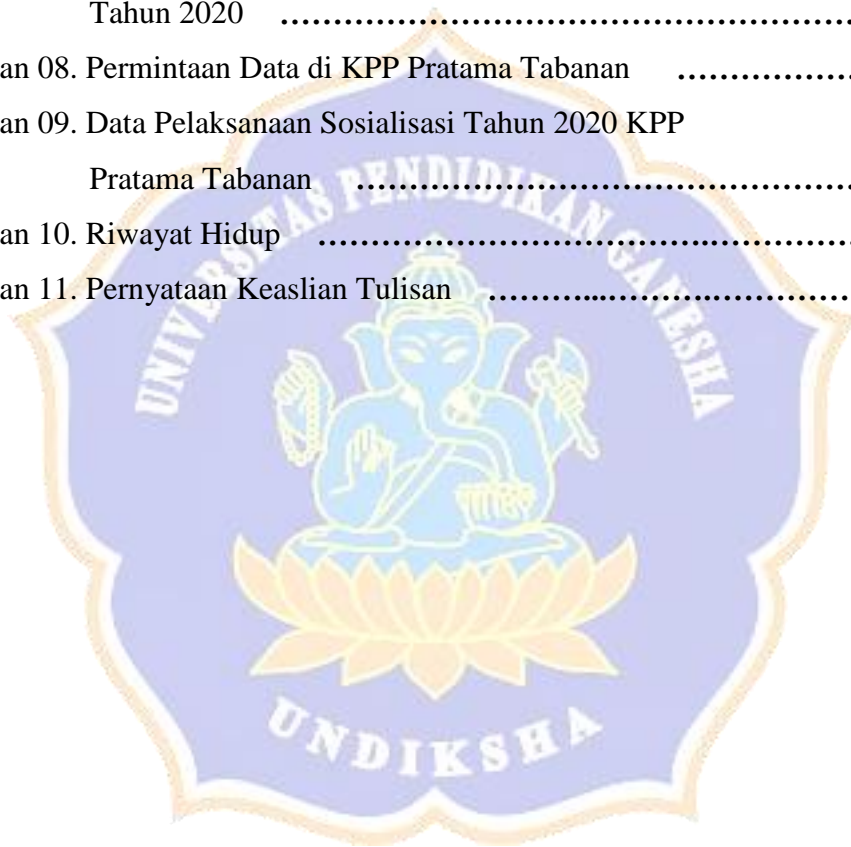 Tahun 2020 ………………………………………………………
an 08. Permintaan Data di KPP Pratama Tabanan ………………
an 09. Data Pelaksanaan Sosialisasi Tahun 2020 KPP
Pratama Tabanan ………………………………………………
an 10. Riwayat Hidup …………………………………..……………
an 11. Pernyataan Keaslian Tulisan ………...……….……………
UNIVERSITAS PENDIDIKAN GANESHA
UNDIKSHA